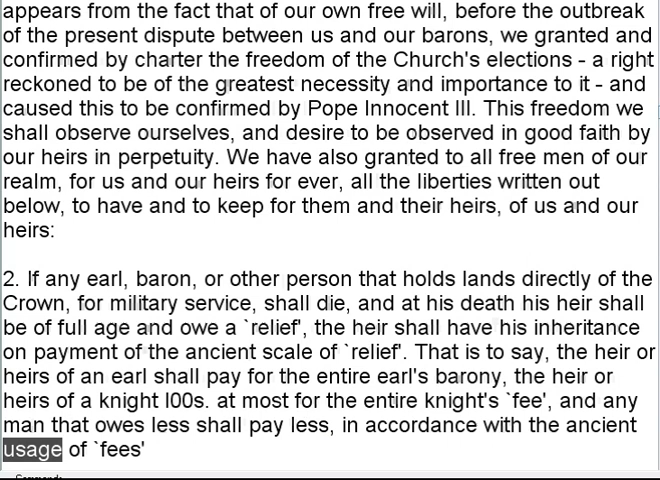 appears from the fact that of our own free will, before the outbreak
of the present dispute between us and our barons, we granted and
confirmed by charter the freedom of the Church's elections - a right
reckoned to be of the greatest necessity and importance to it - and
caused this to be confirmed by Pope Innocent III. This freedom we
shall observe ourselves, and desire to be observed in good faith by
our heirs in perpetuity. We have also granted to all free men of our
realm, for us and our heirs for ever, all the liberties written out
below, to have and to keep for them and their heirs, of us and our
heirs:
2. If any earl, baron, or other person that holds lands directly of the
Crown, for military service, shall die, and at his death his heir shall
be of full age and owe a `relief', the heir shall have his inheritance
on payment of the ancient scale of `relief'. That is to say, the heir or
heirs of an earl shall pay for the entire earl's barony, the heir or
heirs of a knight l00s. at most for the entire knight's `fee', and any
man that owes less shall pay less, in accordance with the ancient
usage of `fees'